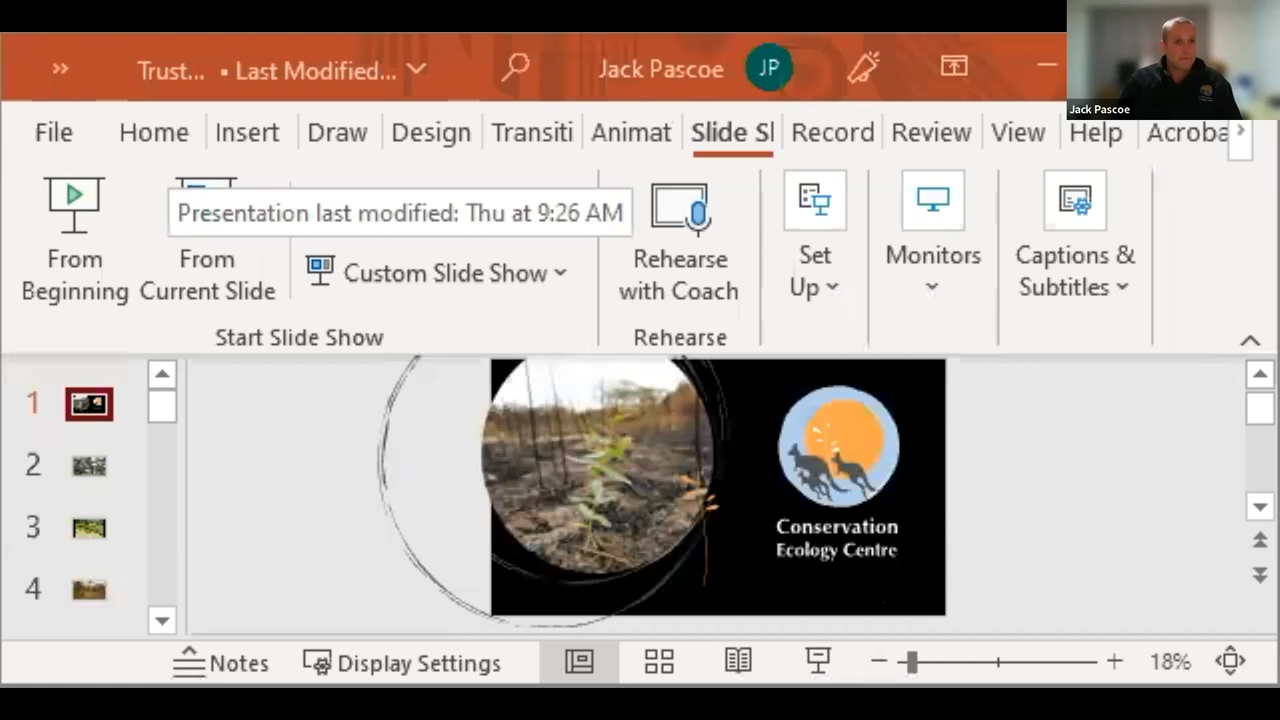 Trust... • Last Modified...
Jack Pascoe
JP
Jack Pascoe
File Home Insert Draw Design Transiti Animat Slide Sl Record Review View Help Acroba
Presentation last modified: Thu at 9:26 AM
From Beginning
From Current Slide
Custom Slide Show
Rehearse with Coach
Set Up
Monitors
Captions & Subtitles
Start Slide Show
Rehearse
1
2
3
4
Conservation
Ecology Centre
Notes
Display Settings
18%